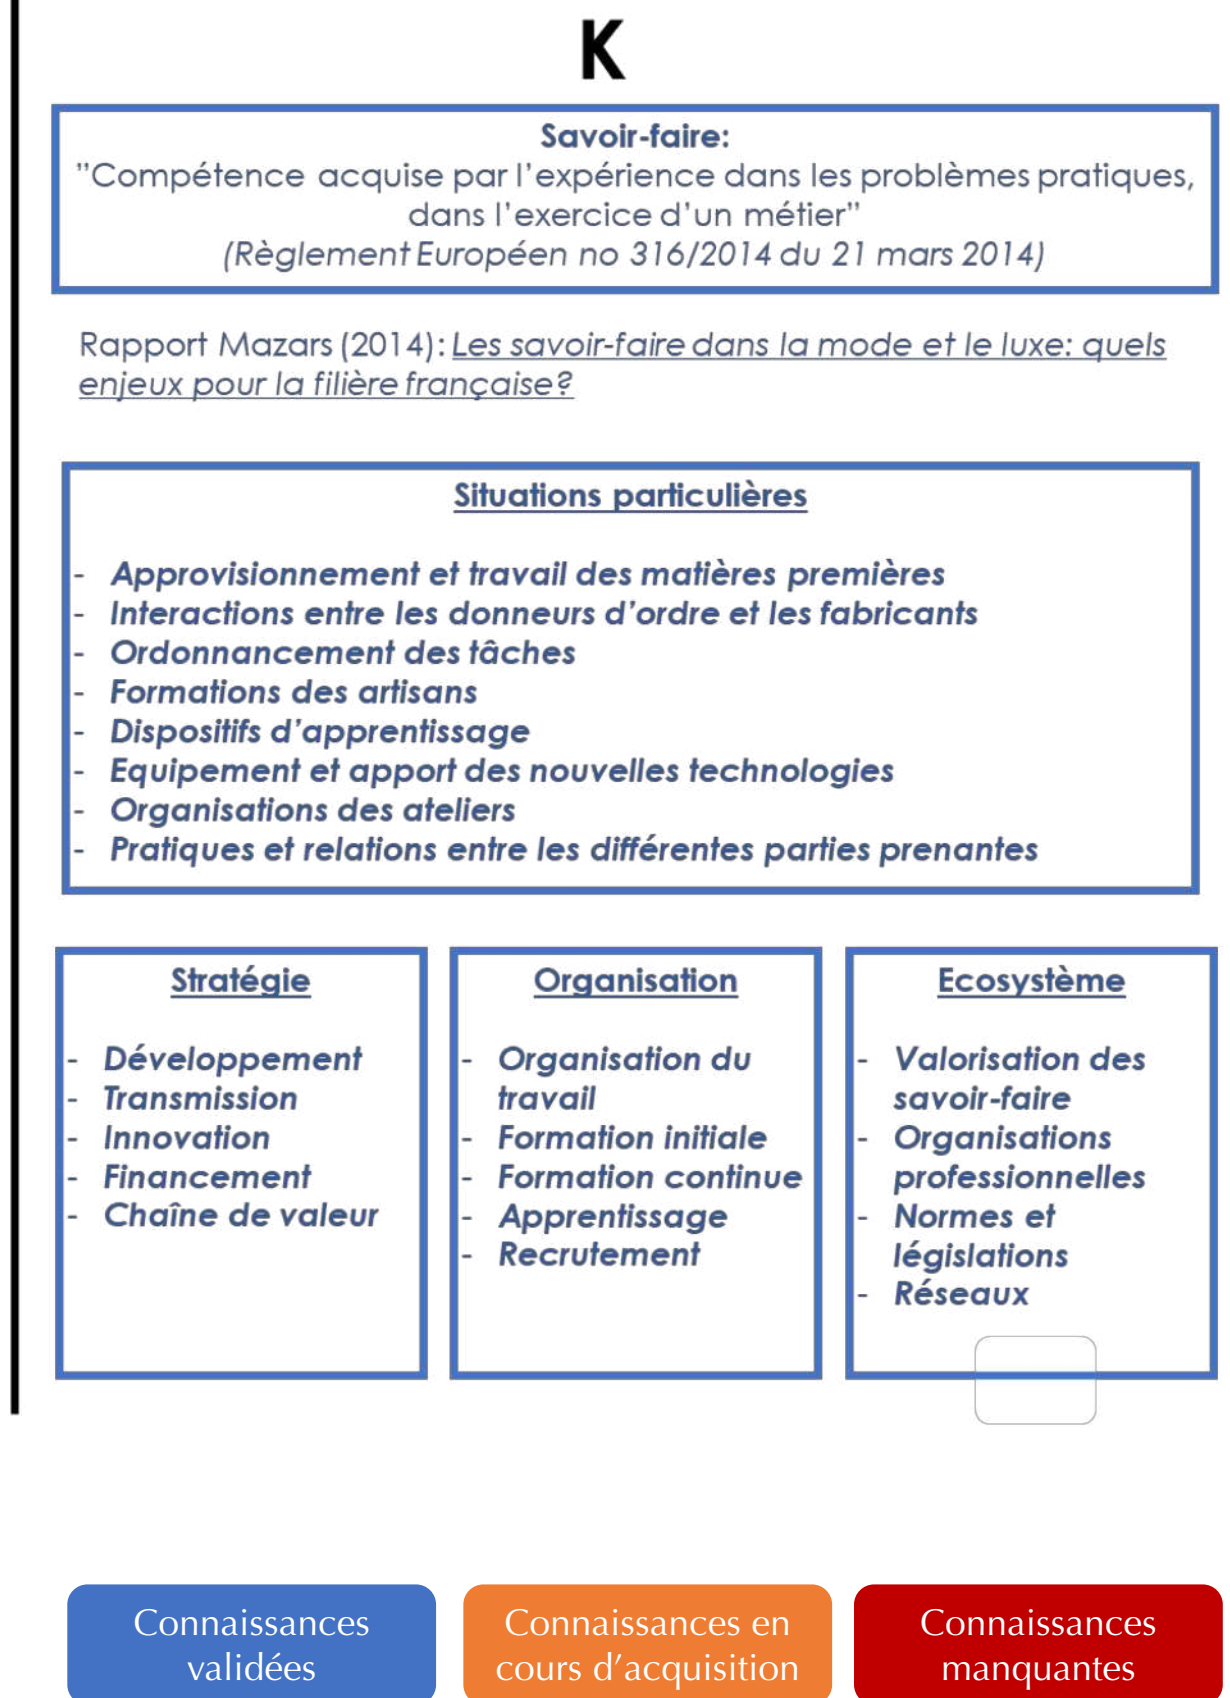 K
Savoir-faire:
"Compétence acquise par l'expérience dans les problèmes pratiques,
dans l'exercice d'un métier"
(Règlement Européen no 316/2014 du 21 mars 2014)
Rapport Mazars (2014): Les savoir-faire dans la mode et le luxe: quels
enjeux pour la filière française?
Situations particulières
- Approvisionnement et travail des matières premières
- Interactions entre les donneurs d'ordre et les fabricants
- Ordonnancement des tâches
- Formations des artisans
- Dispositifs d'apprentissage
- Equipement et apport des nouvelles technologies
- Organisations des ateliers
- Pratiques et relations entre les différentes parties prenantes
Stratégie
- Développement
- Transmission
- Innovation
- Financement
- Chaîne de valeur
Organisation
- Organisation du
travail
- Formation initiale
- Formation continue
- Apprentissage
- Recrutement
Ecosystème
- Valorisation des
savoir-faire
- Organisations
professionnelles
- Normes et
législations
- Réseaux
Connaissances
validées
Connaissances en
cours d'acquisition
Connaissances
manquantes